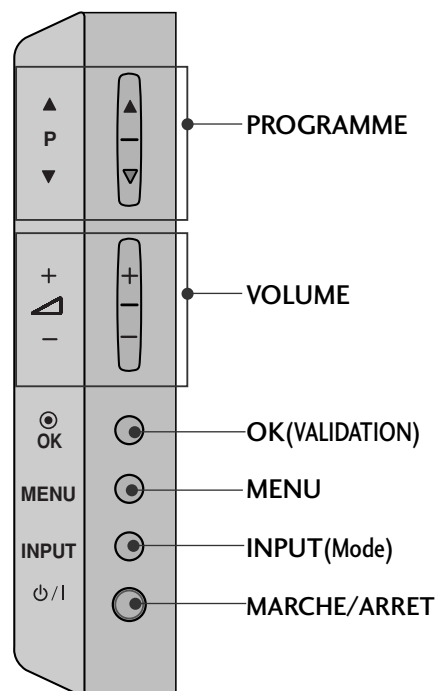 P
PROGRAMME
+
VOLUME
−
OK
OK(VALIDATION)
MENU
MENU
INPUT
INPUT(Mode)
⏻/I
MARCHE/ARRET